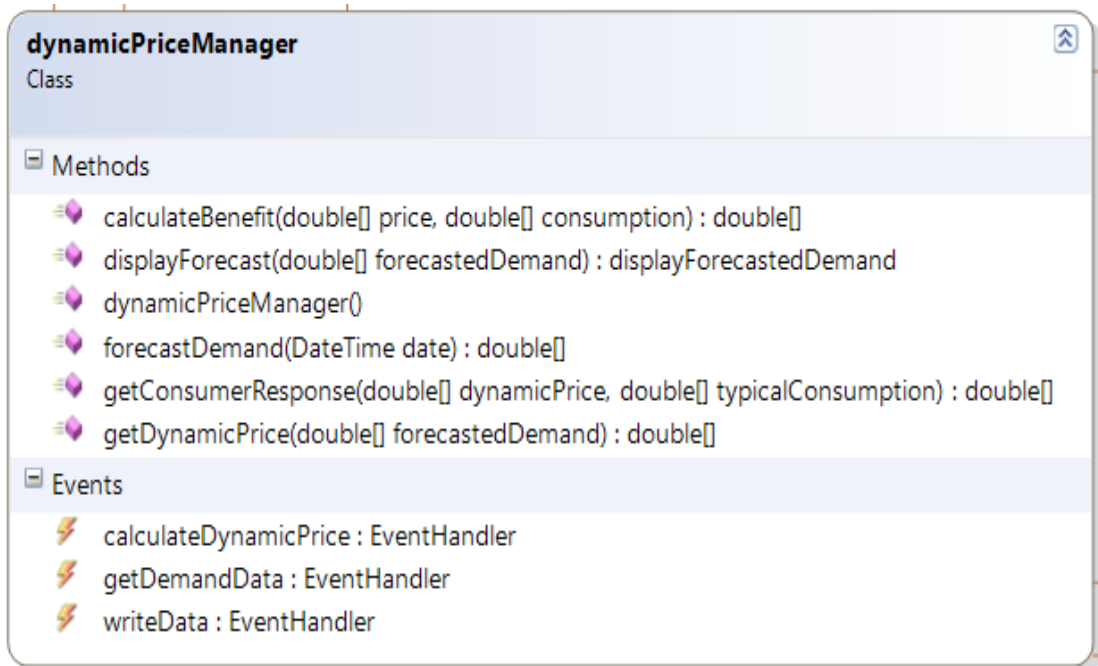 dynamicPriceManager
Class
Methods
calculateBenefit(double[] price, double[] consumption) : double[]
displayForecast(double[] forecastedDemand) : displayForecastedDemand
dynamicPriceManager()
forecastDemand(DateTime date) : double[]
getConsumerResponse(double[] dynamicPrice, double[] typicalConsumption) : double[]
getDynamicPrice(double[] forecastedDemand) : double[]
Events
calculateDynamicPrice : EventHandler
getDemandData : EventHandler
writeData : EventHandler